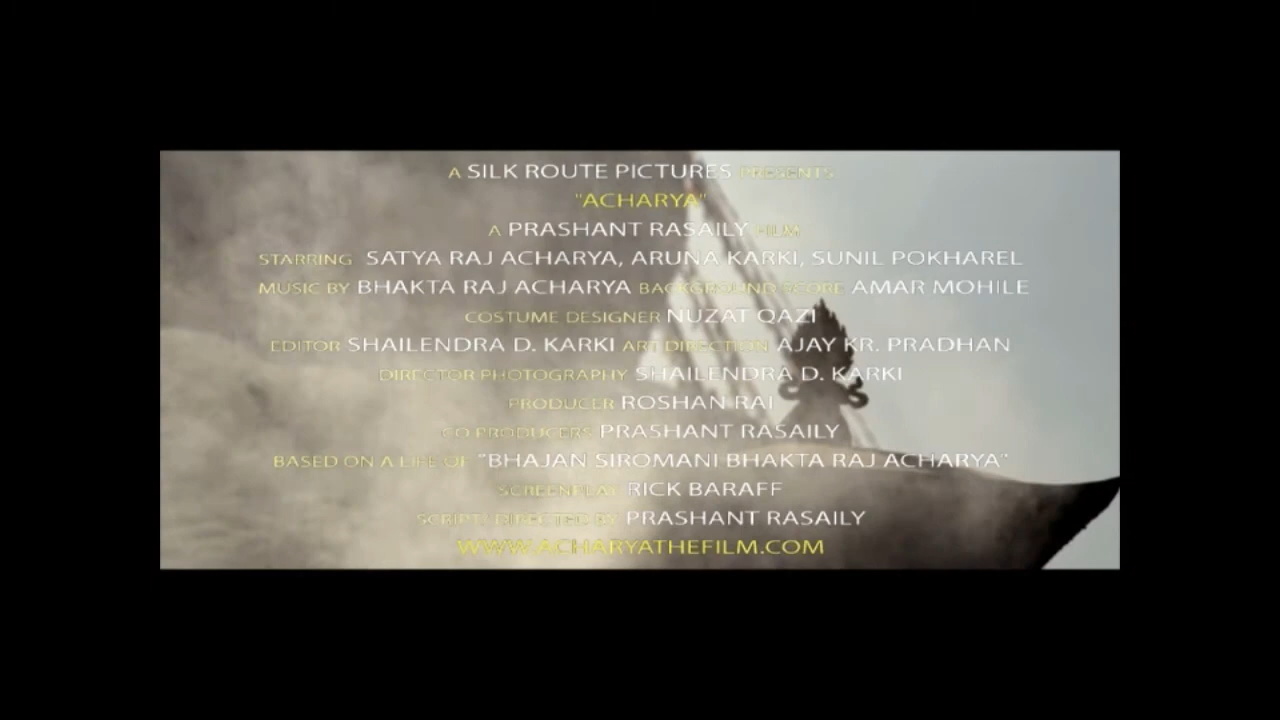 A SILK ROUTE PICTURES PRESENTS
"ACHARYA"
A PRASHANT RASAILY FILM
STARRING SATYA RAJ ACHARYA, ARUNA KARKI, SUNIL POKHAREL
MUSIC BY BHAKTA RAJ ACHARYA BACKGROUND SCORE AMAR MOHILE
COSTUME DESIGNER NUZAT QAZI
EDITOR SHAILENDRA D. KARKI ART DIRECTION AJAY KR. PRADHAN
DIRECTOR PHOTOGRAPHY SHAILENDRA D. KARKI
PRODUCER ROSHAN RAI
CO PRODUCERS PRASHANT RASAILY
BASED ON A LIFE OF "BHAJAN SIROMANI BHAKTA RAJ ACHARYA"
SCREENPLAY RICK BARAFF
SCRIPT/ DIRECTED BY PRASHANT RASAILY
WWW.ACHARYATHEFILM.COM